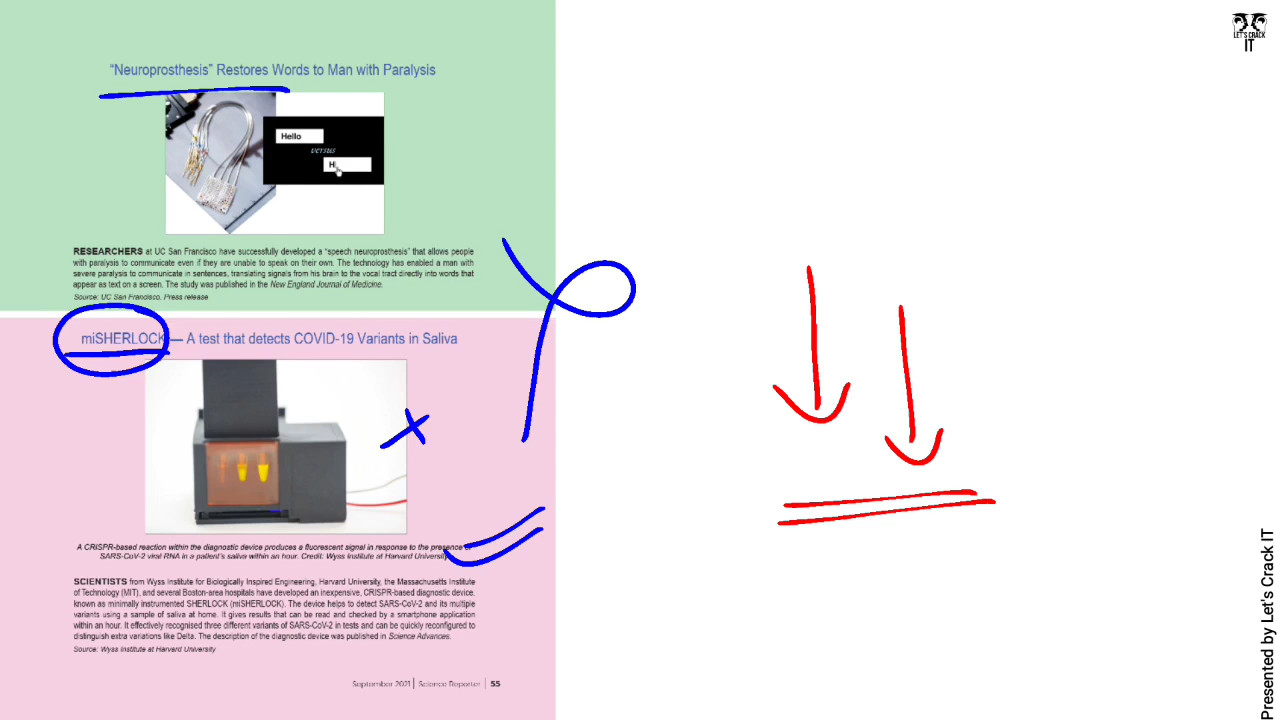 "Neuroprosthesis" Restores Words to Man with Paralysis
Hello
versus
H
RESEARCHERS at UC San Francisco have successfully developed a "speech neuroprosthesis" that allows people
with paralysis to communicate even if they are unable to speak on their own. The technology has enabled a man with
severe paralysis to communicate in sentences, translating signals from his brain to the vocal tract directly into words that
appear as text on a screen. The study was published in the New England Journal of Medicine.
Source: UC San Francisco, Press release
miSHERLOCK — A test that detects COVID-19 Variants in Saliva
A CRISPR-based reaction within the diagnostic device produces a fluorescent signal in response to the presence of
SARS-CoV-2 viral RNA in a patient's saliva within an hour. Credit: Wyss Institute at Harvard University
SCIENTISTS from Wyss Institute for Biologically Inspired Engineering, Harvard University, the Massachusetts Institute
of Technology (MIT), and several Boston-area hospitals have developed an inexpensive, CRISPR-based diagnostic device,
known as minimally instrumented SHERLOCK (miSHERLOCK). The device helps to detect SARS-CoV-2 and its multiple
variants using a sample of saliva at home. It gives results that can be read and checked by a smartphone application
within an hour. It effectively recognised three different variants of SARS-CoV-2 in tests and can be quickly reconfigured to
distinguish extra variations like Delta. The description of the diagnostic device was published in Science Advances.
Source: Wyss Institute at Harvard University
September 2021 | Science Reporter | 55
LET'S CRACK
IT
Presented by Let's Crack IT